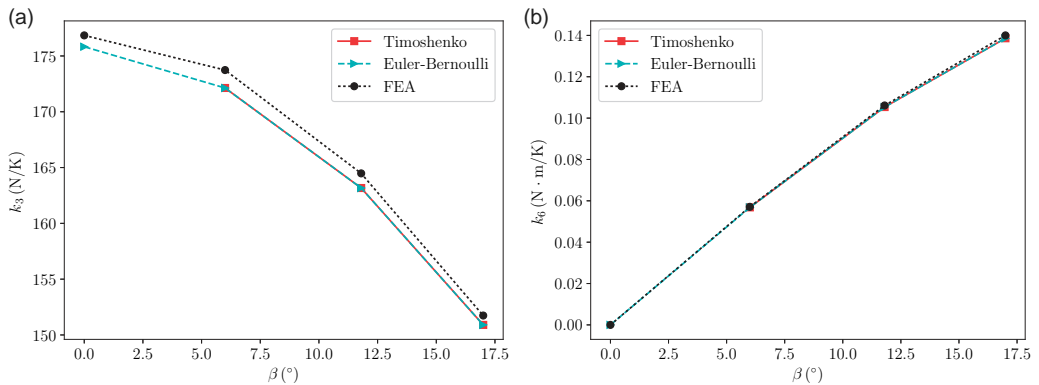 (a)
175
170
165
160
155
150
k3 (N/K)
0.0 2.5 5.0 7.5 10.0 12.5 15.0 17.5
β (°)
Timoshenko
Euler-Bernoulli
FEA
(b)
0.14
0.12
0.10
0.08
0.06
0.04
0.02
0.00
k6 (N · m/K)
0.0 2.5 5.0 7.5 10.0 12.5 15.0 17.5
β (°)
Timoshenko
Euler-Bernoulli
FEA